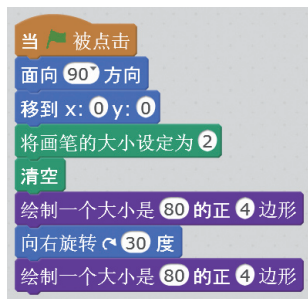 当 被点击
面向 90 方向
移到 x: 0 y: 0
将画笔的大小设定为 2
清空
绘制一个大小是 80 的正 4 边形
向右旋转 30 度
绘制一个大小是 80 的正 4 边形